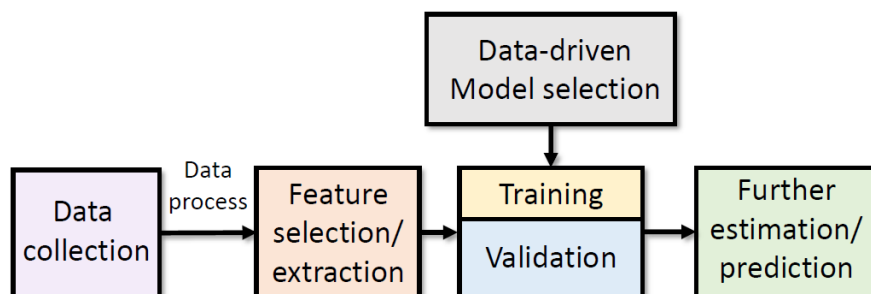 Data-driven
Model selection
Data
collection
Data
process
Feature
selection/
extraction
Training
Validation
Further
estimation/
prediction